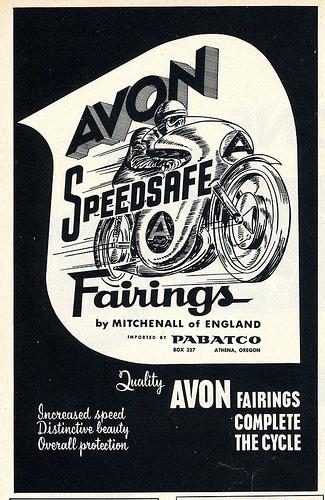 AVON
SPEEDSAFE
A
A
Fairings
by MITCHENALL of ENGLAND
IMPORTED BY PABATCO
BOX 227 ATHENA, OREGON
Quality AVON FAIRINGS
COMPLETE
THE CYCLE
Increased speed
Distinctive beauty
Overall protection